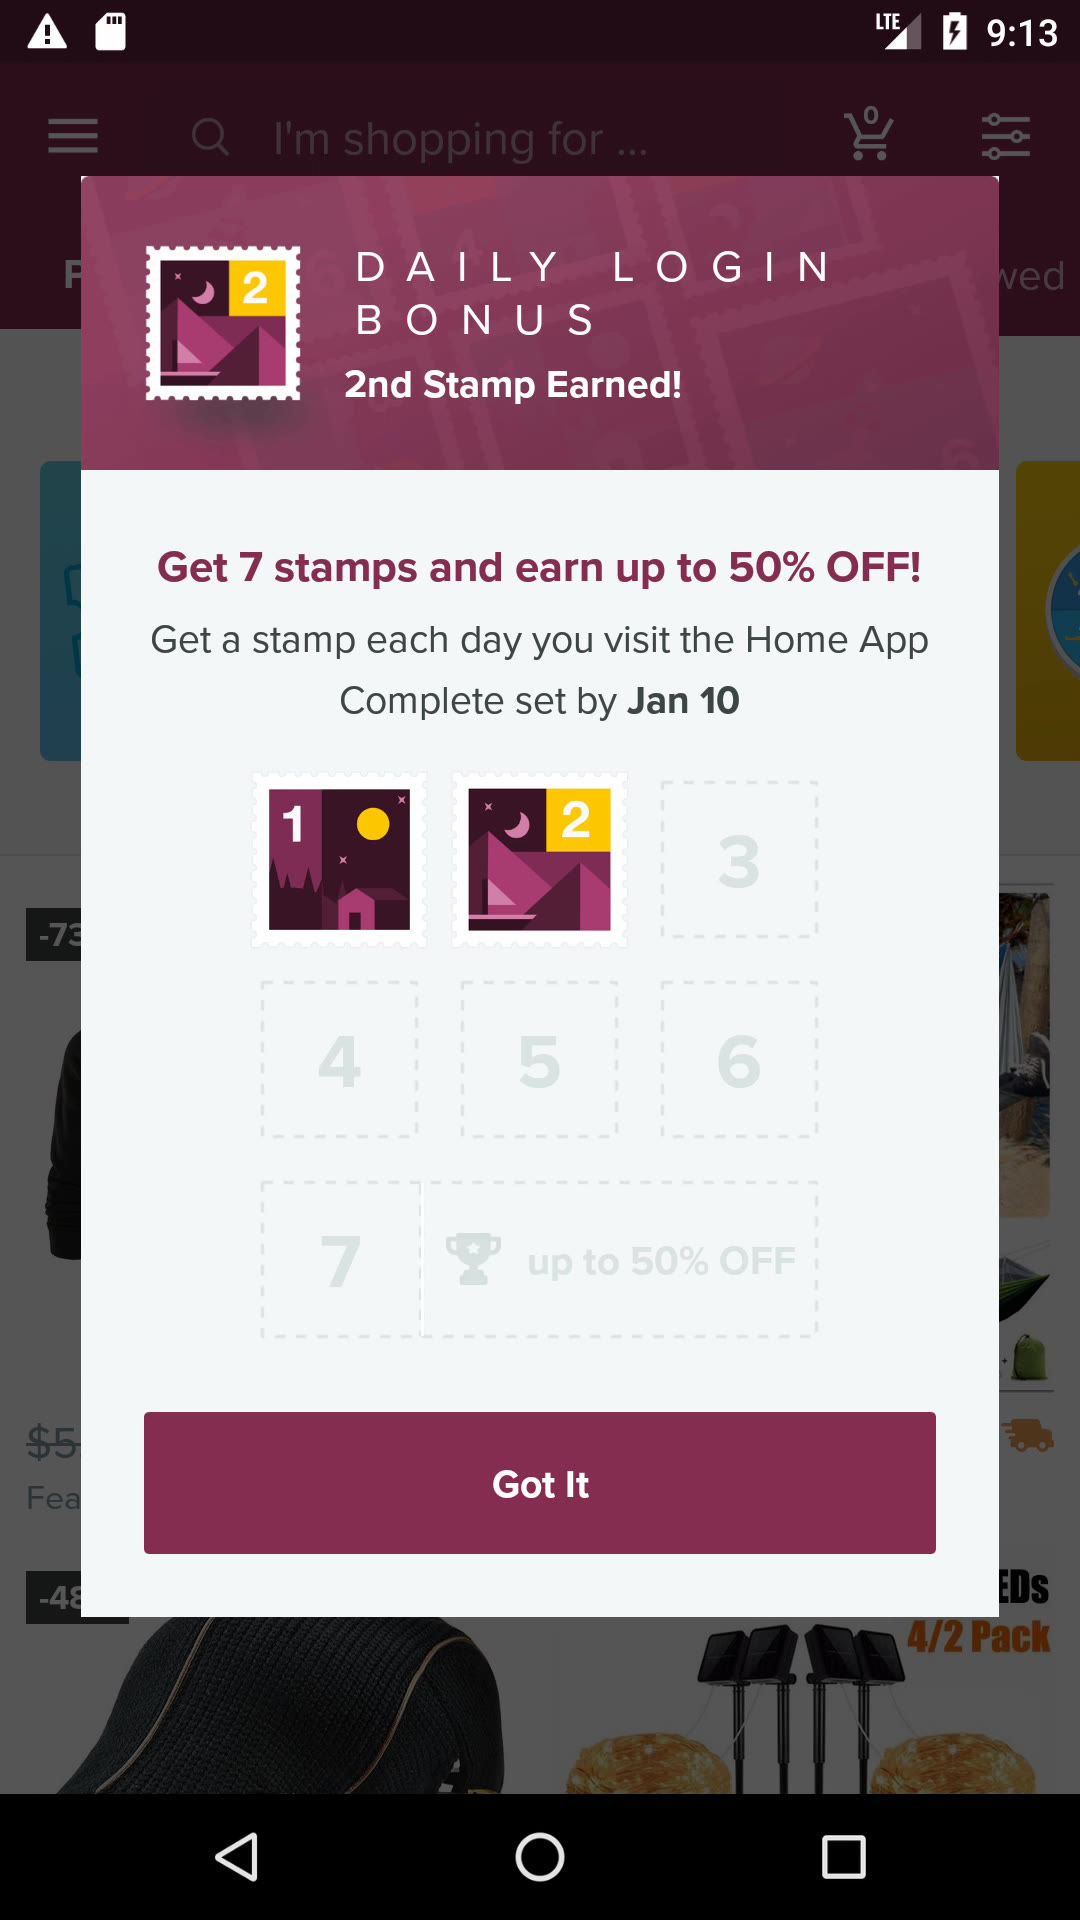 LTE 9:13
0
I'm shopping for ...
wed
2
DAILY LOGIN
BONUS
2nd Stamp Earned!
Get 7 stamps and earn up to 50% OFF!
Get a stamp each day you visit the Home App
Complete set by Jan 10
1 2 3
4 5 6
7 up to 50% OFF
-73
$5
Fea
Got It
-48
EDs
4/2 Pack